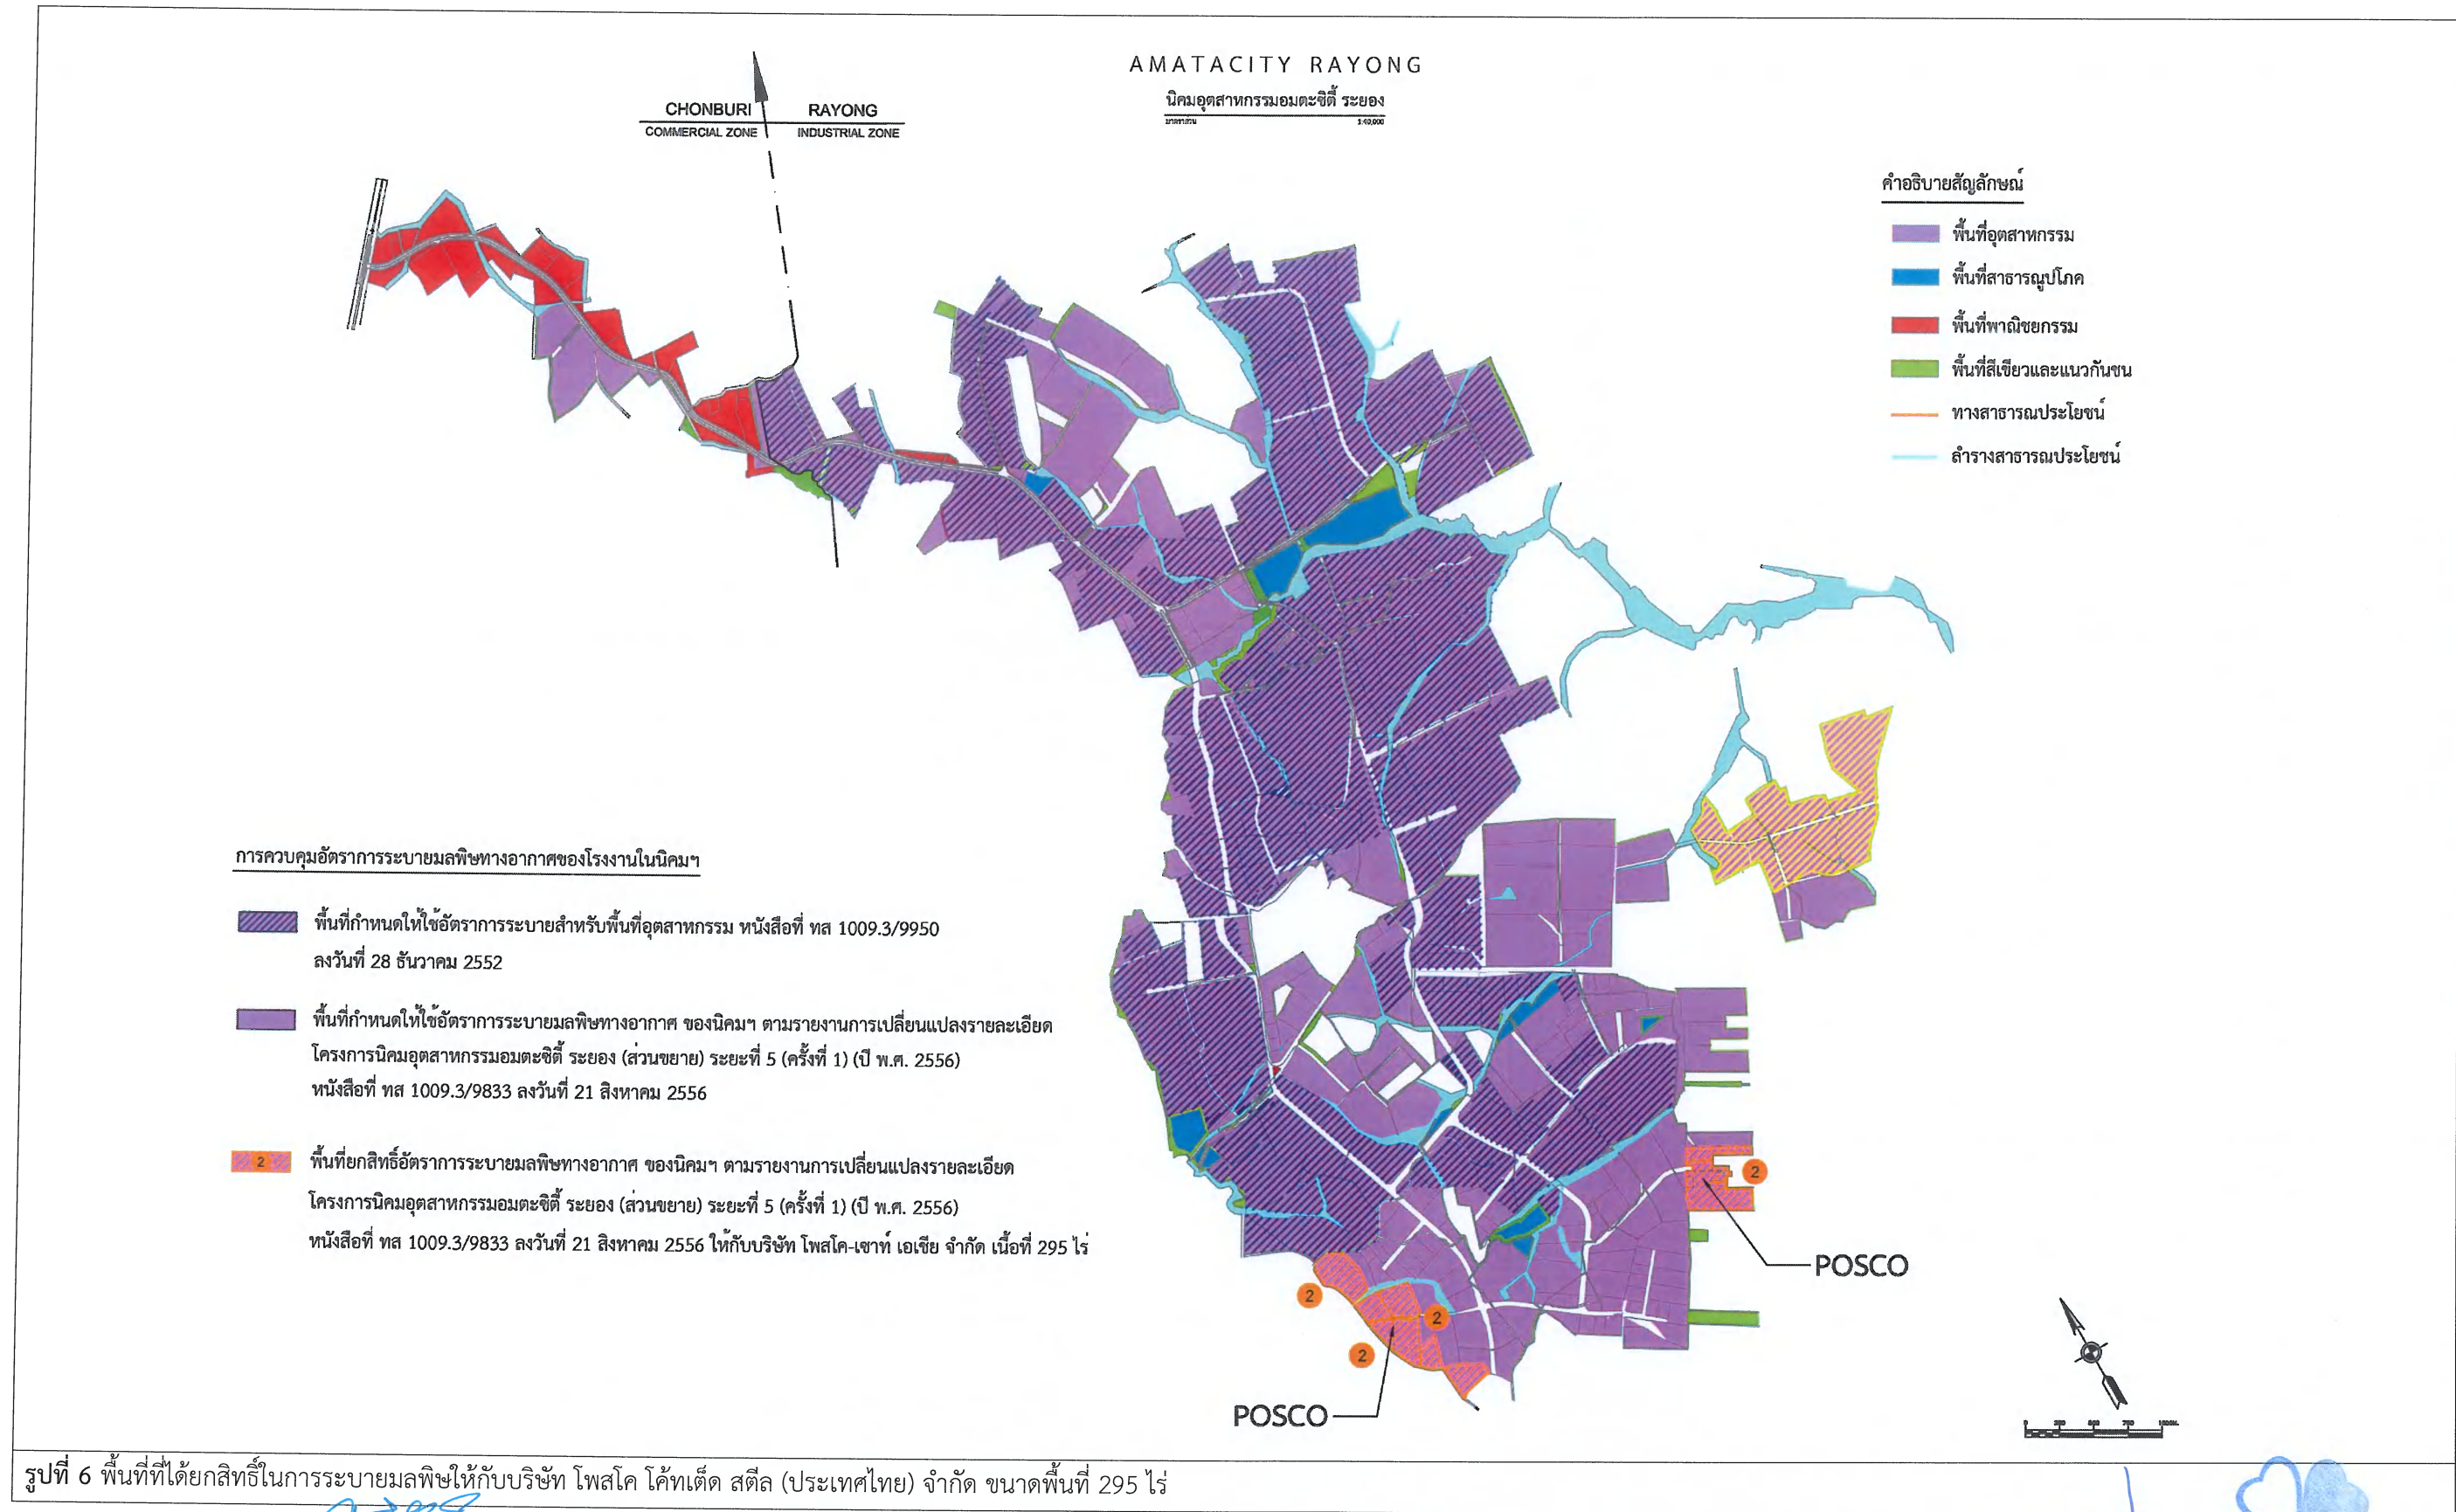 AMATACITY RAYONG
นิคมอุตสาหกรรมอมตะซิตี้ ระยอง
มาตราส่วน 1:40,000
CHONBURI RAYONG
COMMERCIAL ZONE INDUSTRIAL ZONE
คำอธิบายสัญลักษณ์
พื้นที่อุตสาหกรรม
พื้นที่สาธารณูปโภค
พื้นที่พาณิชยกรรม
พื้นที่สีเขียวและแนวกันชน
ทางสาธารณประโยชน์
ลำรางสาธารณประโยชน์
การควบคุมอัตราการระบายมลพิษทางอากาศของโรงงานในนิคมฯ
พื้นที่กำหนดให้ใช้อัตราการระบายสำหรับพื้นที่อุตสาหกรรม หนังสือที่ ทส 1009.3/9950
ลงวันที่ 28 ธันวาคม 2552
พื้นที่กำหนดให้ใช้อัตราการระบายมลพิษทางอากาศ ของนิคมฯ ตามรายงานการเปลี่ยนแปลงรายละเอียด
โครงการนิคมอุตสาหกรรมอมตะซิตี้ ระยอง (ส่วนขยาย) ระยะที่ 5 (ครั้งที่ 1) (ปี พ.ศ. 2556)
หนังสือที่ ทส 1009.3/9833 ลงวันที่ 21 สิงหาคม 2556
2 พื้นที่ยกสิทธิ์อัตราการระบายมลพิษทางอากาศ ของนิคมฯ ตามรายงานการเปลี่ยนแปลงรายละเอียด
โครงการนิคมอุตสาหกรรมอมตะซิตี้ ระยอง (ส่วนขยาย) ระยะที่ 5 (ครั้งที่ 1) (ปี พ.ศ. 2556)
หนังสือที่ ทส 1009.3/9833 ลงวันที่ 21 สิงหาคม 2556 ให้กับบริษัท โพสโค-เซาท์ เอเชีย จำกัด เนื้อที่ 295 ไร่
2
POSCO
2
2
2
POSCO
0 250 500 750 1000M.
รูปที่ 6 พื้นที่ที่ได้ยกสิทธิ์ในการระบายมลพิษให้กับบริษัท โพสโค โค้ทเต็ด สตีล (ประเทศไทย) จำกัด ขนาดพื้นที่ 295 ไร่